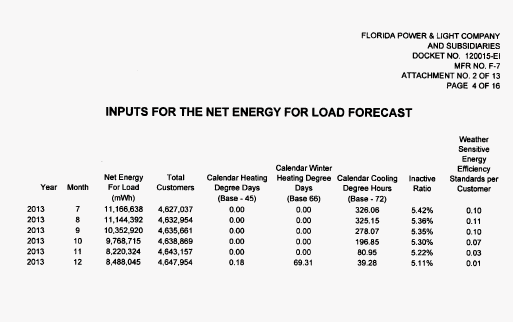 FLORIDA POWER & LIGHT COMPANY
AND SUBSIDIARIES
DOCKET NO. 120015-EI
MFR NO. F-7
ATTACHMENT NO. 2 OF 13
PAGE 4 OF 16
INPUTS FOR THE NET ENERGY FOR LOAD FORECAST
Weather
Sensitive
Energy
Calendar Winter Efficiency
Net Energy Total Calendar Heating Heating Degree Calendar Cooling Inactive Standards per
Year Month For Load Customers Degree Days Days Degree Hours Ratio Customer
(mWh) (Base - 45) (Base 66) (Base - 72)
2013 7 11,166,638 4,627,037 0.00 0.00 326.06 5.42% 0.10
2013 8 11,144,392 4,632,954 0.00 0.00 325.15 5.36% 0.11
2013 9 10,352,920 4,635,661 0.00 0.00 278.07 5.35% 0.10
2013 10 9,768,715 4,638,869 0.00 0.00 196.85 5.30% 0.07
2013 11 8,220,324 4,643,157 0.00 0.00 80.95 5.22% 0.03
2013 12 8,488,045 4,647,954 0.18 69.31 39.28 5.11% 0.01